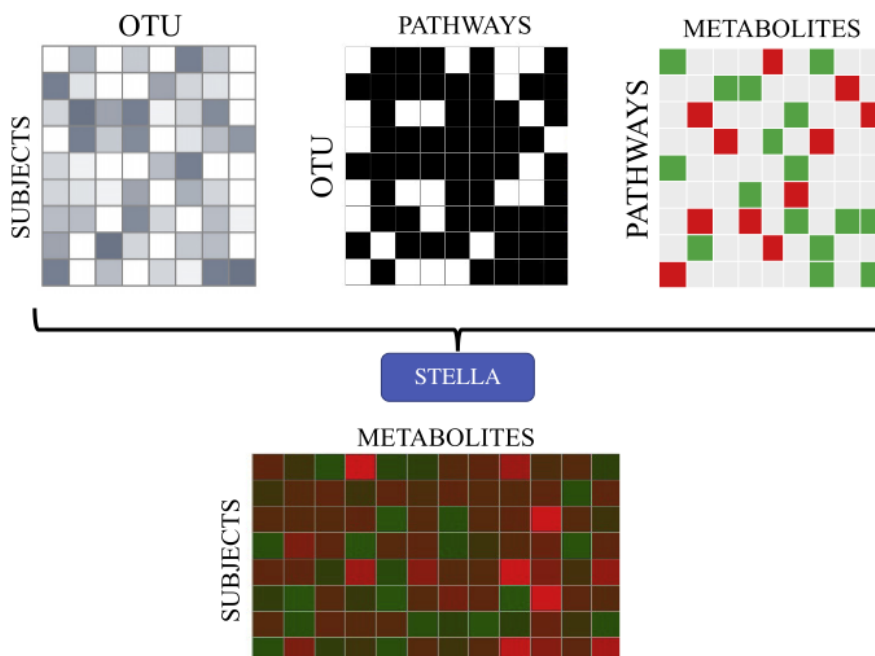 OTU
SUBJECTS
PATHWAYS
OTU
METABOLITES
PATHWAYS
STELLA
METABOLITES
SUBJECTS